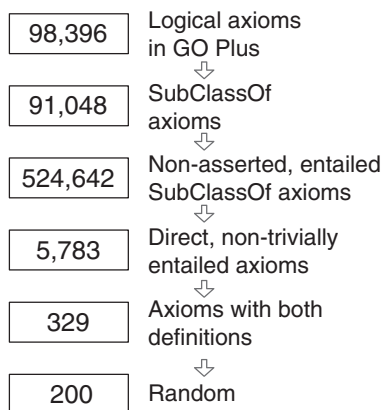 98,396
Logical axioms
in GO Plus
91,048
SubClassOf
axioms
524,642
Non-asserted, entailed
SubClassOf axioms
5,783
Direct, non-trivially
entailed axioms
329
Axioms with both
definitions
200
Random